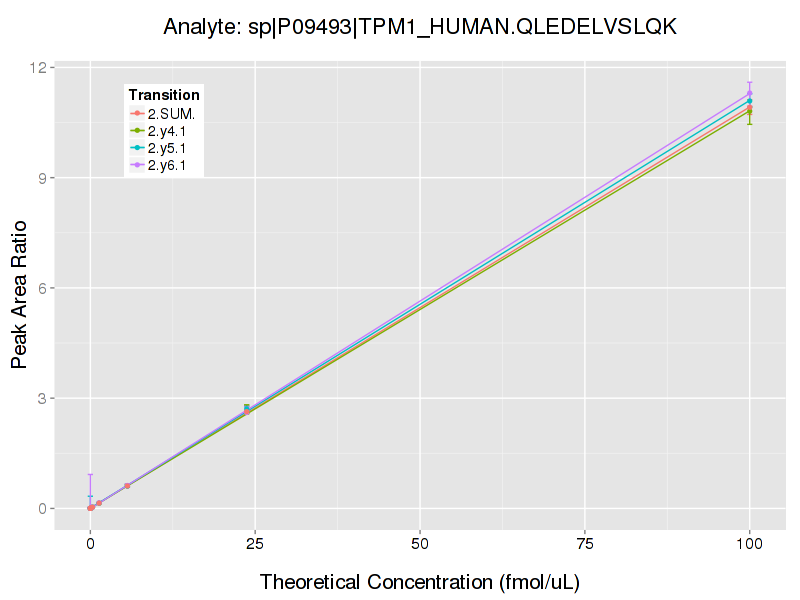 Analyte: sp|P09493|TPM1_HUMAN.QLEDELVSLQK
Peak Area Ratio
12
9
6
3
0
Transition
2.SUM.
2.y4.1
2.y5.1
2.y6.1
0 25 50 75 100
Theoretical Concentration (fmol/uL)